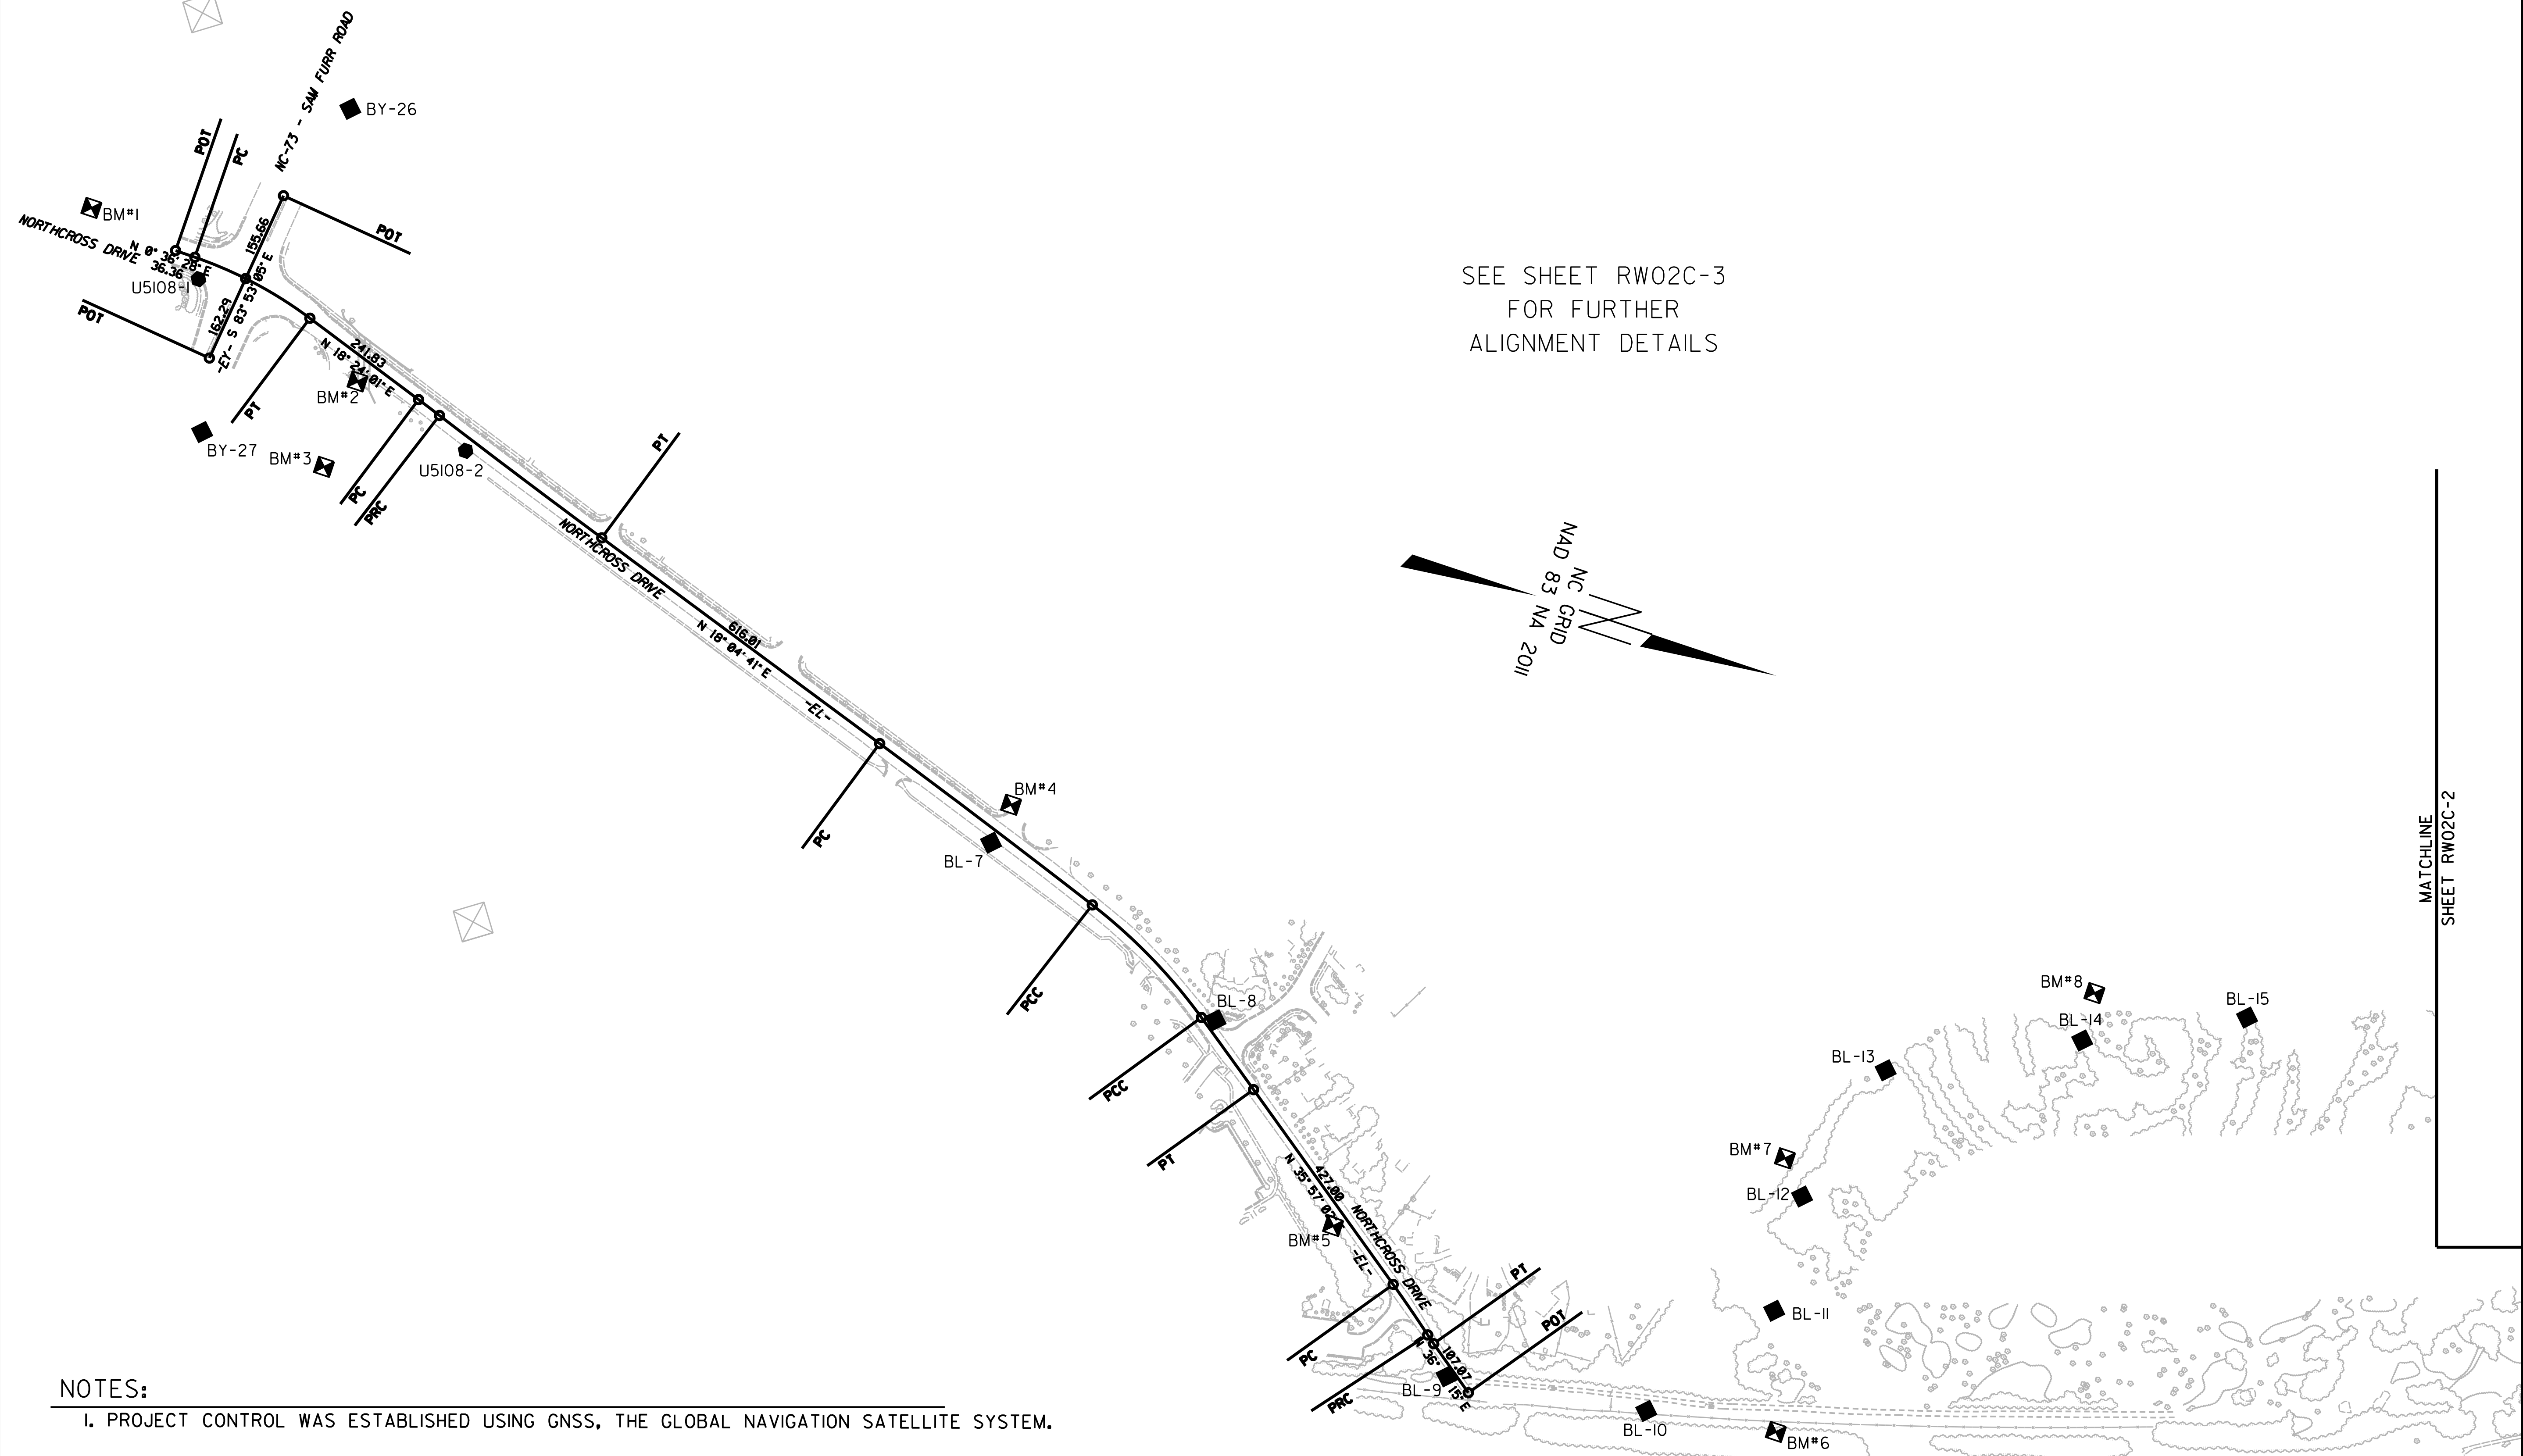 NC-73 - SAM FURR ROAD
BY-26
POT
PC
BM#1
NORTHCROSS DRIVE
N 0° 36' 28" E
36.36
U5108-1
155.66
POT
POT
162.29
-EY- S 83° 53' 05" E
PT
241.83
N 18° 24' 01" E
BM#2
BY-27
BM#3
U5108-2
PC
PRC
PT
NORTHCROSS DRIVE
616.01
N 18° 04' 41" E
-EL-
PC
BM#4
BL-7
PCC
BL-8
PCC
PT
427.00
N 35° 57' 02"
NORTHCROSS DRIVE
BM#5
-EL-
PT
POT
PC
PRC
107.07
N 36°
15" E
BL-9
BL-10
BM#6
BL-11
BL-12
BM#7
BL-13
BL-14
BM#8
BL-15
SEE SHEET RW02C-3
FOR FURTHER
ALIGNMENT DETAILS
NC GRID
NAD 83 NA 2011
MATCHLINE
SHEET RW02C-2
NOTES:
1. PROJECT CONTROL WAS ESTABLISHED USING GNSS, THE GLOBAL NAVIGATION SATELLITE SYSTEM.